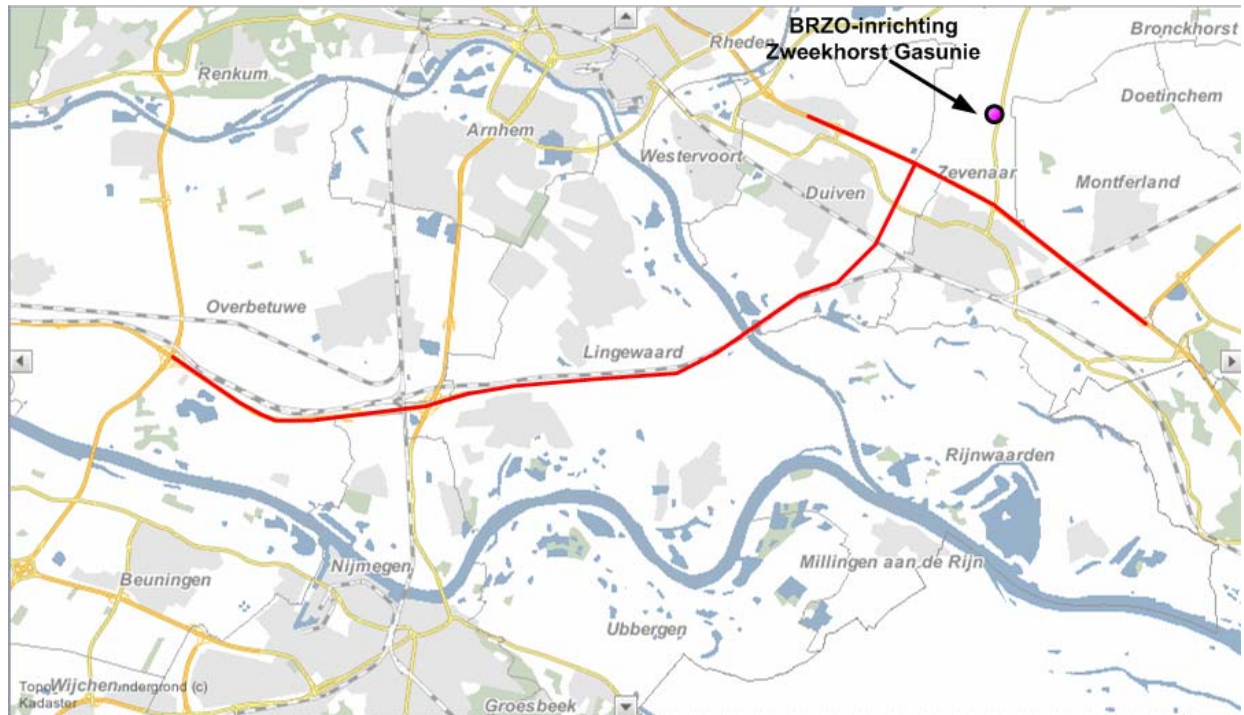 BRZO-inrichting
Zweekhorst Gasunie
Rheden
Bronckhorst
Renkum
Doetinchem
Arnhem
Westervoort
Zevenaar
Montferland
Duiven
Overbetuwe
Lingewaard
Rijnwaarden
Nijmegen
Millingen aan de Rijn
Beuningen
Ubbergen
Wijchen
ndergrond (c)
Kadaster
Groesbeek